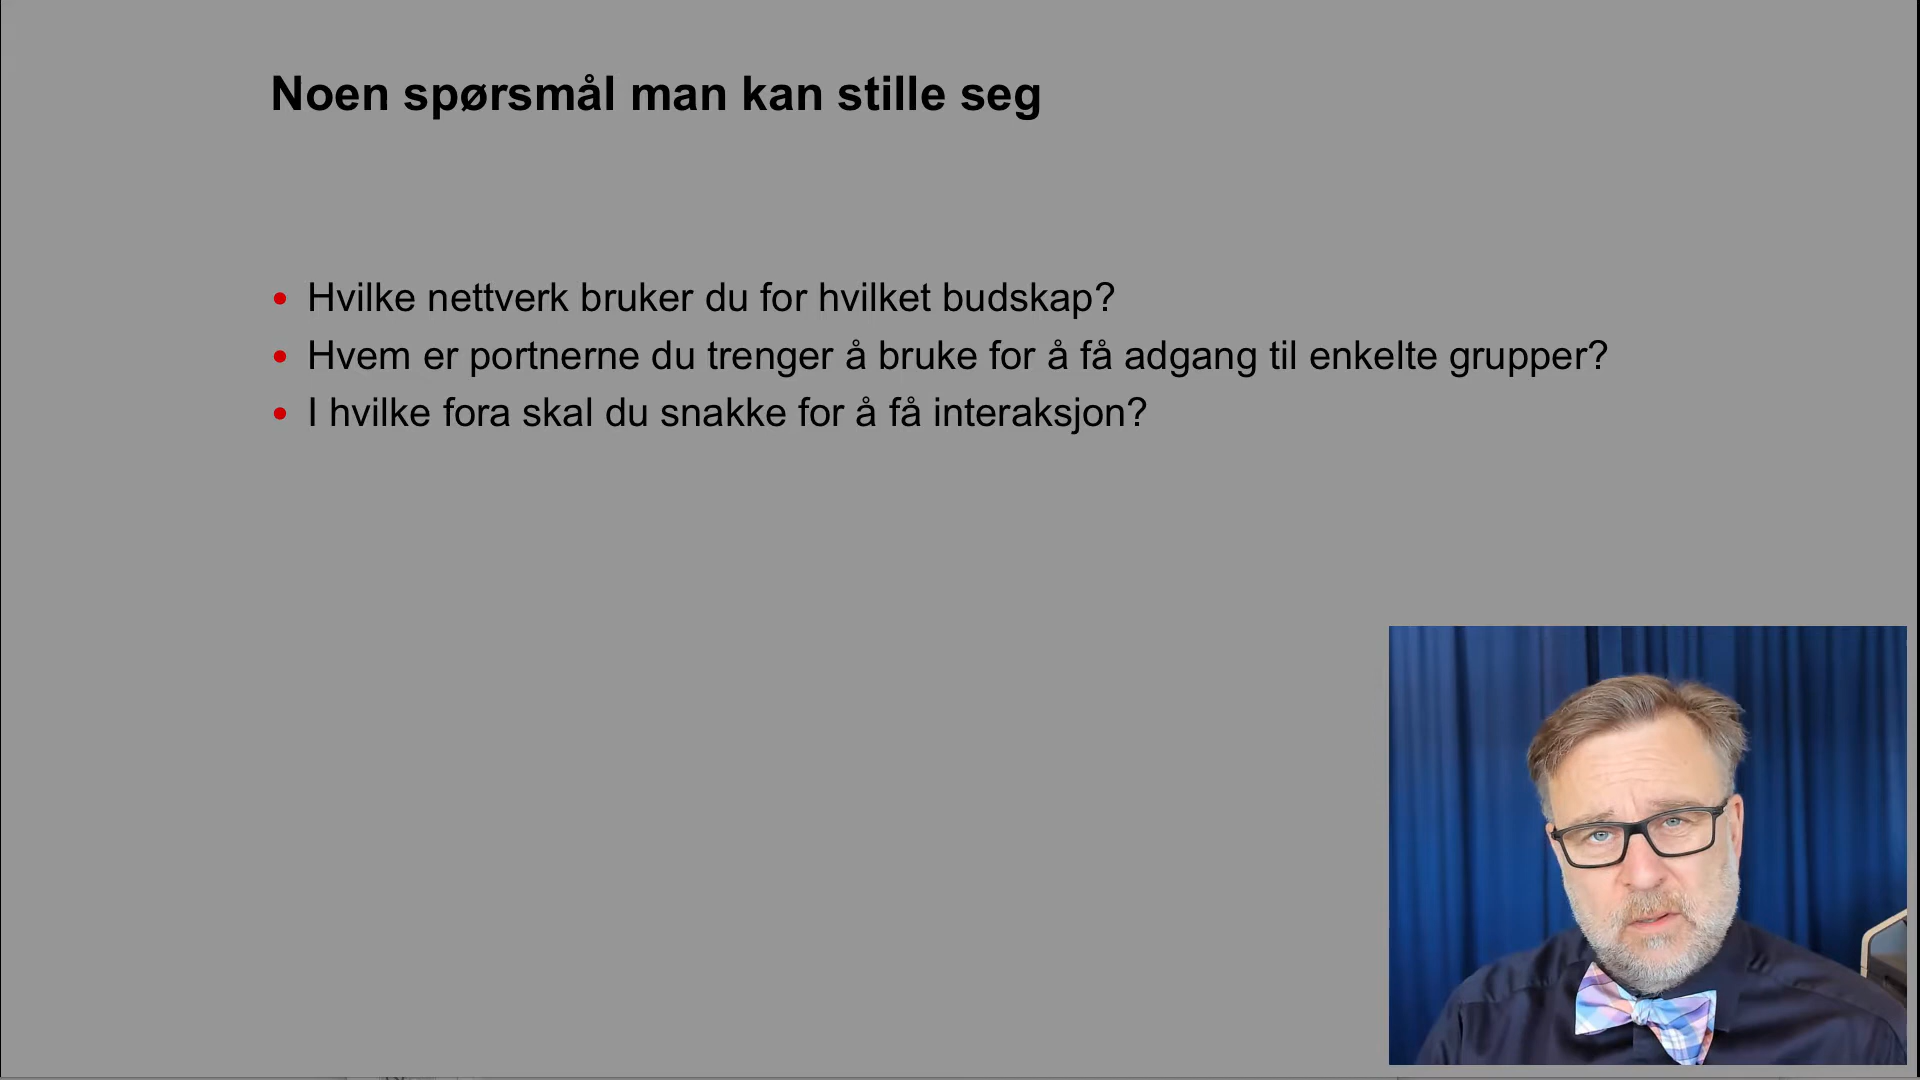 Noen spørsmål man kan stille seg
• Hvilke nettverk bruker du for hvilket budskap?
• Hvem er portnerne du trenger å bruke for å få adgang til enkelte grupper?
• I hvilke fora skal du snakke for å få interaksjon?